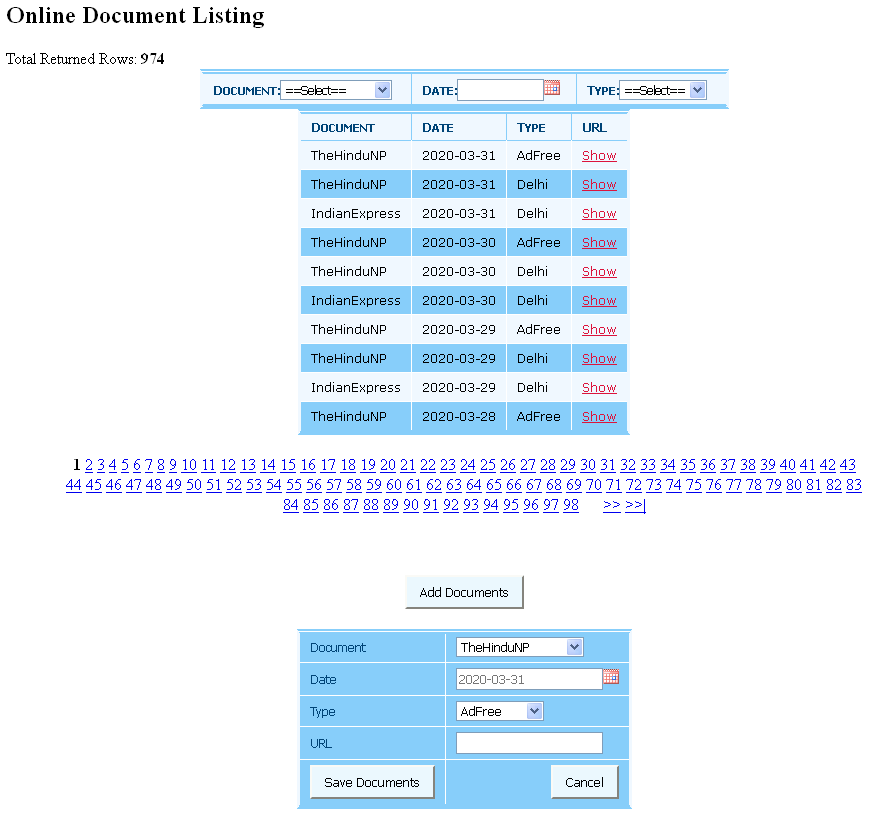 Online Document Listing
Total Returned Rows: 974
DOCUMENT: ==Select== DATE: TYPE: ==Select==
DOCUMENT DATE TYPE URL
TheHinduNP 2020-03-31 AdFree Show
TheHinduNP 2020-03-31 Delhi Show
IndianExpress 2020-03-31 Delhi Show
TheHinduNP 2020-03-30 AdFree Show
TheHinduNP 2020-03-30 Delhi Show
IndianExpress 2020-03-30 Delhi Show
TheHinduNP 2020-03-29 AdFree Show
TheHinduNP 2020-03-29 Delhi Show
IndianExpress 2020-03-29 Delhi Show
TheHinduNP 2020-03-28 AdFree Show
1 2 3 4 5 6 7 8 9 10 11 12 13 14 15 16 17 18 19 20 21 22 23 24 25 26 27 28 29 30 31 32 33 34 35 36 37 38 39 40 41 42 43
44 45 46 47 48 49 50 51 52 53 54 55 56 57 58 59 60 61 62 63 64 65 66 67 68 69 70 71 72 73 74 75 76 77 78 79 80 81 82 83
84 85 86 87 88 89 90 91 92 93 94 95 96 97 98 >> >>|
Add Documents
Document TheHinduNP
Date 2020-03-31
Type AdFree
URL
Save Documents Cancel